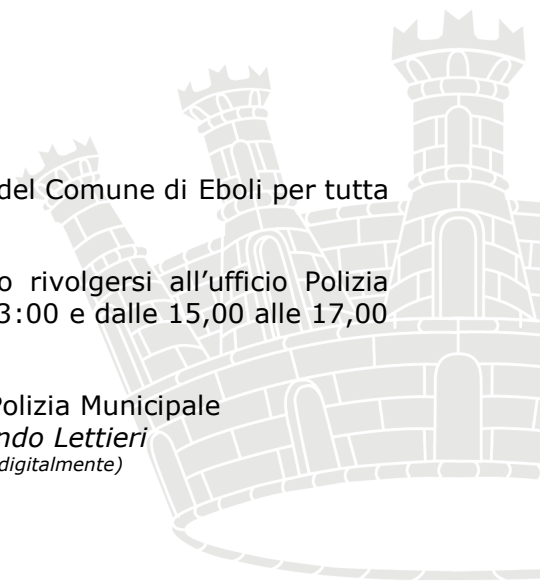 del Comune di Eboli per tutta
o rivolgersi all’ufficio Polizia
3:00 e dalle 15,00 alle 17,00
Polizia Municipale
ndo Lettieri
digitalmente)